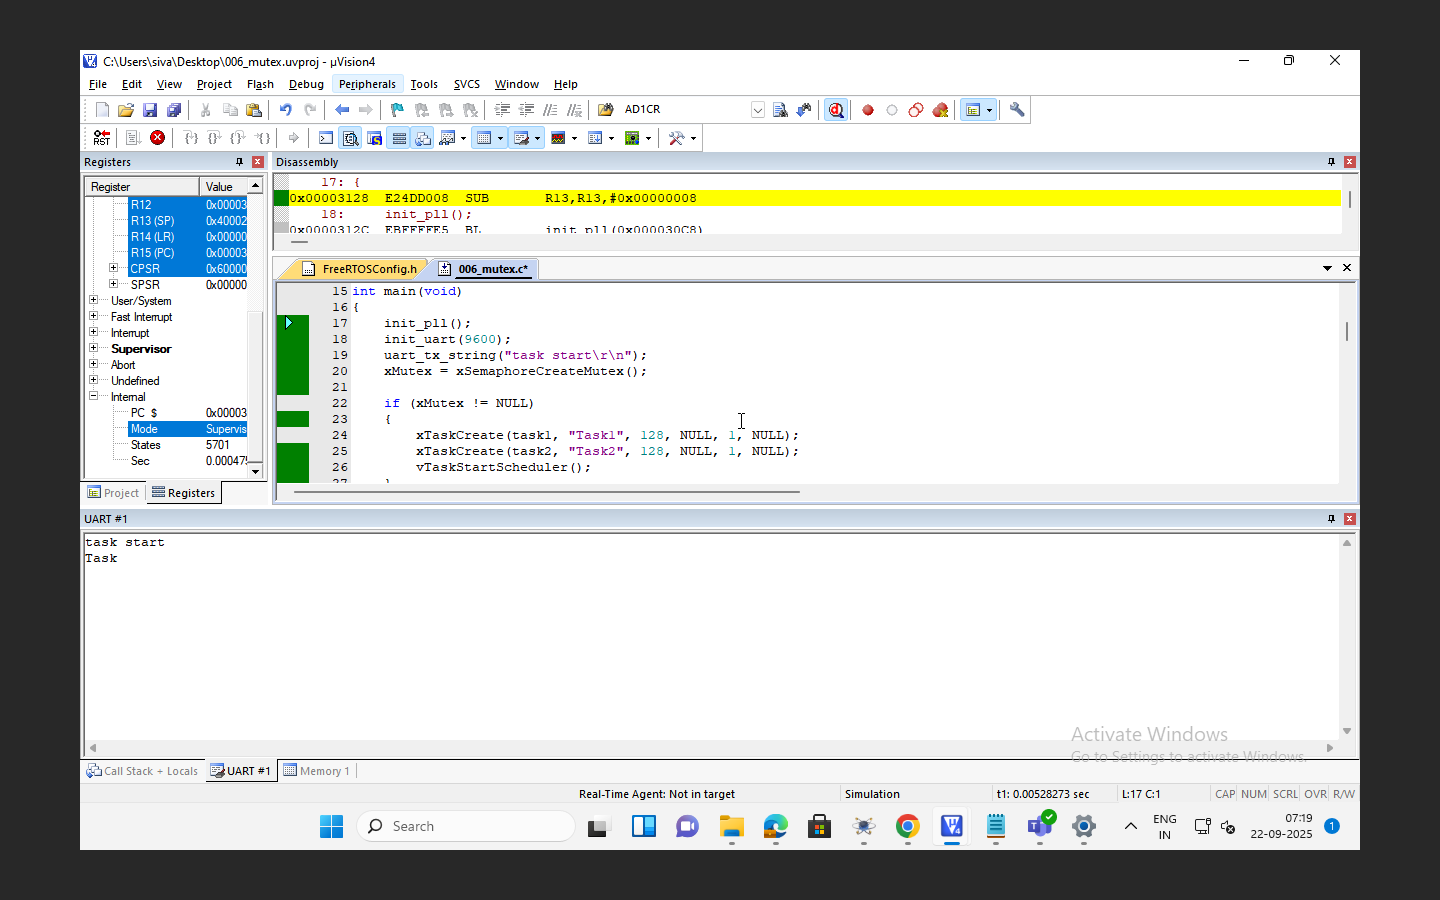 C:\Users\siva\Desktop\006_mutex.uvproj - µVision4
File Edit View Project Flash Debug Peripherals Tools SVCS Window Help
AD1CR
RST
Registers
Register Value
R12 0x00003
R13 (SP) 0x40002
R14 (LR) 0x00000
R15 (PC) 0x00003
CPSR 0x60000
SPSR 0x00000
User/System
Fast Interrupt
Interrupt
Supervisor
Abort
Undefined
Internal
PC $ 0x00003
Mode Supervis
States 5701
Sec 0.00047
Project Registers
Disassembly
17: {
0x00003128 E24DD008 SUB R13,R13,#0x00000008
18: init_pll();
0x0000312C EBFFFFE5 BL init_pll(0x000030C8)
FreeRTOSConfig.h 006_mutex.c*
15 int main(void)
16 {
17 init_pll();
18 init_uart(9600);
19 uart_tx_string("task start\r\n");
20 xMutex = xSemaphoreCreateMutex();
21
22 if (xMutex != NULL)
23 {
24 xTaskCreate(task1, "Task1", 128, NULL, 1, NULL);
25 xTaskCreate(task2, "Task2", 128, NULL, 1, NULL);
26 vTaskStartScheduler();
27 }
UART #1
task start
Task
Activate Windows
Go to Settings to activate Windows.
Call Stack + Locals UART #1 Memory 1
Real-Time Agent: Not in target Simulation t1: 0.00528273 sec L:17 C:1 CAP NUM SCRL OVR R/W
Search
ENG
IN
07:19
22-09-2025
1